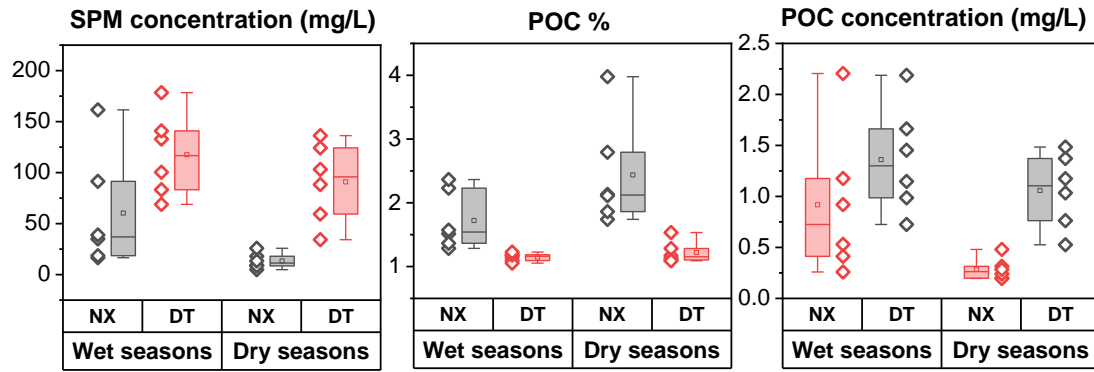 SPM concentration (mg/L)
200
150
100
50
0
NX DT NX DT
Wet seasons Dry seasons
POC %
4
3
2
1
NX DT NX DT
Wet seasons Dry seasons
POC concentration (mg/L)
2.5
2.0
1.5
1.0
0.5
0.0
NX DT NX DT
Wet seasons Dry seasons